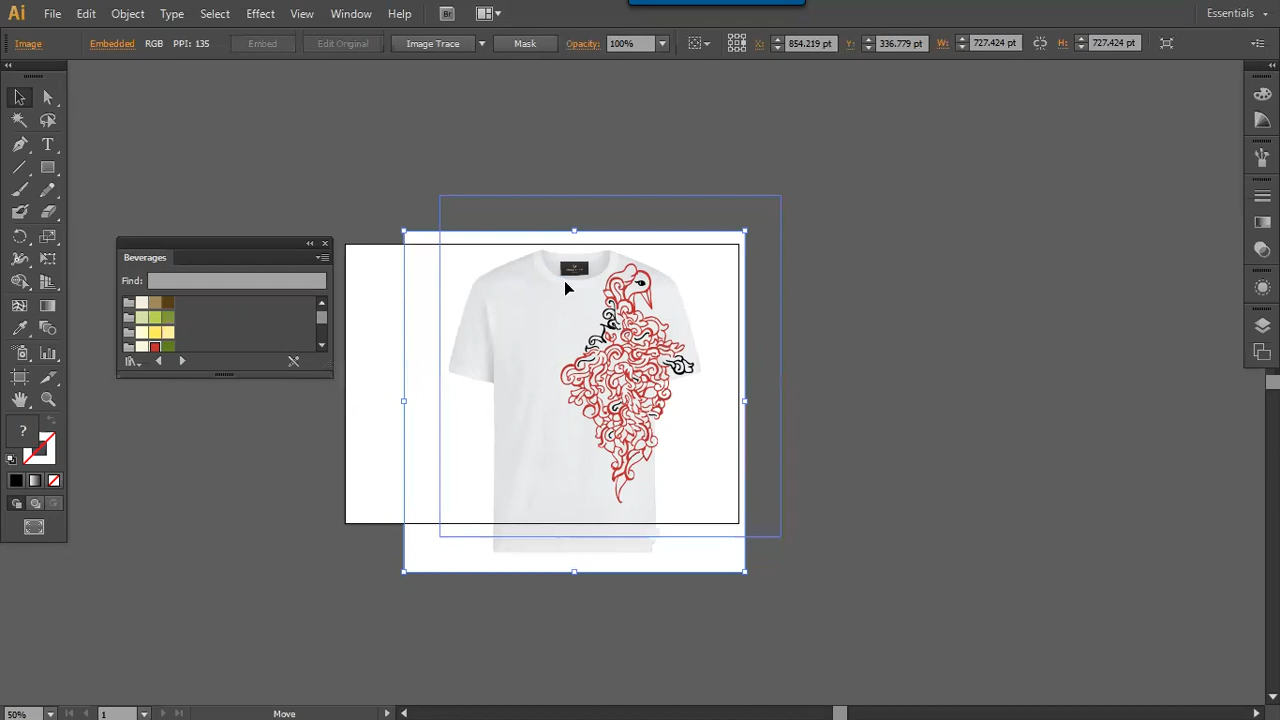 Ai File Edit Object Type Select Effect View Window Help Br Essentials
Image Embedded RGB PPI: 135 Embed Edit Original Image Trace Mask Opacity: 100% X: 854.219 pt Y: 336.779 pt W: 727.424 pt H: 727.424 pt
Beverages
Find:
T
?
50% 1 Move